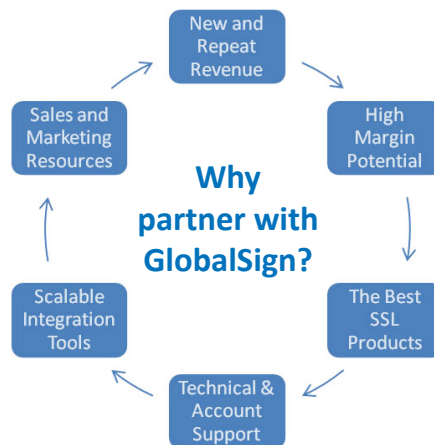 New and
Repeat
Revenue
High
Margin
Potential
The Best
SSL
Products
Technical &
Account
Support
Scalable
Integration
Tools
Sales and
Marketing
Resources
Why
partner with
GlobalSign?